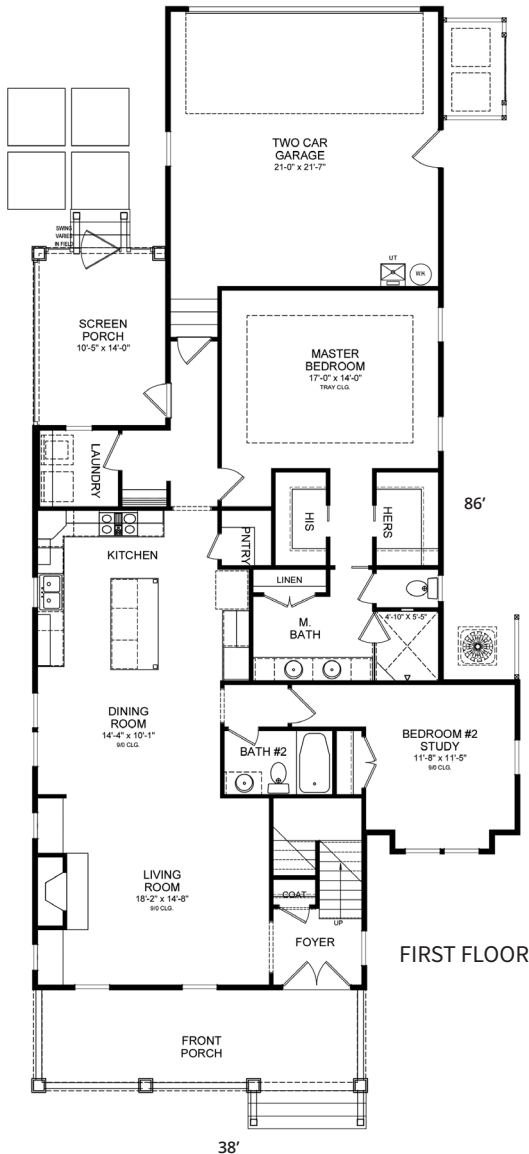 TWO CAR
GARAGE
21'-0" x 21'-7"
SWING
VARIES
IN FIELD
UT
W.H.
SCREEN
PORCH
10'-5" x 14'-0"
MASTER
BEDROOM
17'-0" x 14'-0"
TRAY CLG.
LAUNDRY
HIS
HERS
86'
KITCHEN
PNTRY
LINEN
M.
BATH
4'-10" X 5'-5"
DINING
ROOM
14'-4" x 10'-1"
9/0 CLG.
BATH #2
BEDROOM #2
STUDY
11'-8" x 11'-5"
9/0 CLG.
LIVING
ROOM
18'-2" x 14'-8"
9/0 CLG.
COAT
UP
FOYER
FIRST FLOOR
FRONT
PORCH
38'